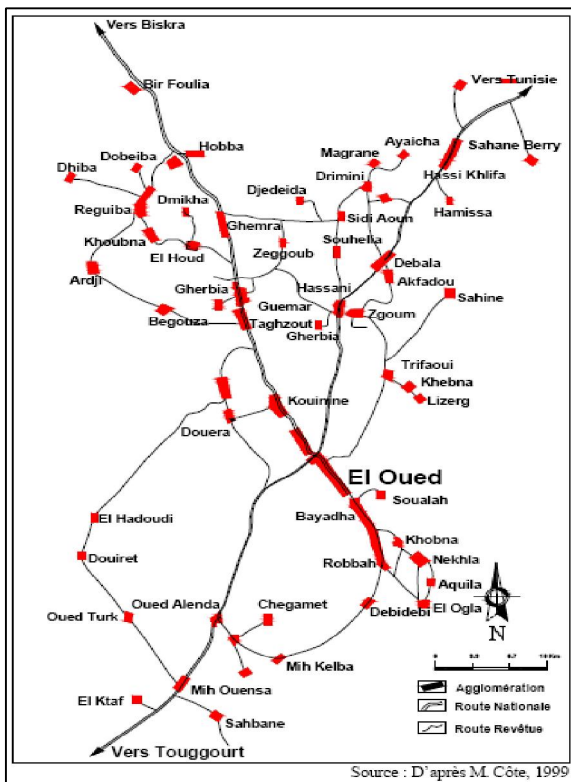 Vers Biskra
Bir Foulia
Vers Tunisie
Hobba
Ayaicha
Sahane Berry
Dobeiba
Magrane
Dhiba
Drimini
Hassi Khlifa
Dmikha
Djedeida
Reguiba
Hamissa
Ghemra
Sidi Aoun
Khoubna
Souhella
Zeggoub
El Houd
Debala
Ardji
Hassani
Akfadou
Gherbia
Sahine
Guemar
Zgoum
Begouza
Taghzout
Gherbia
Trifaoui
Khebna
Kouinine
Lizerg
Douera
El Oued
Soualah
El Hadoudi
Bayadha
Khobna
Nekhla
Douiret
Robbah
Aquila
Oued Alenda
Chegamet
El Ogla
Oued Turk
Debidebi
N
Mih Kelba
Mih Ouensa
Agglomération
El Ktaf
Route Nationale
Sahbane
Route Revêtue
Vers Touggourt
Source : D'après M. Côte, 1999